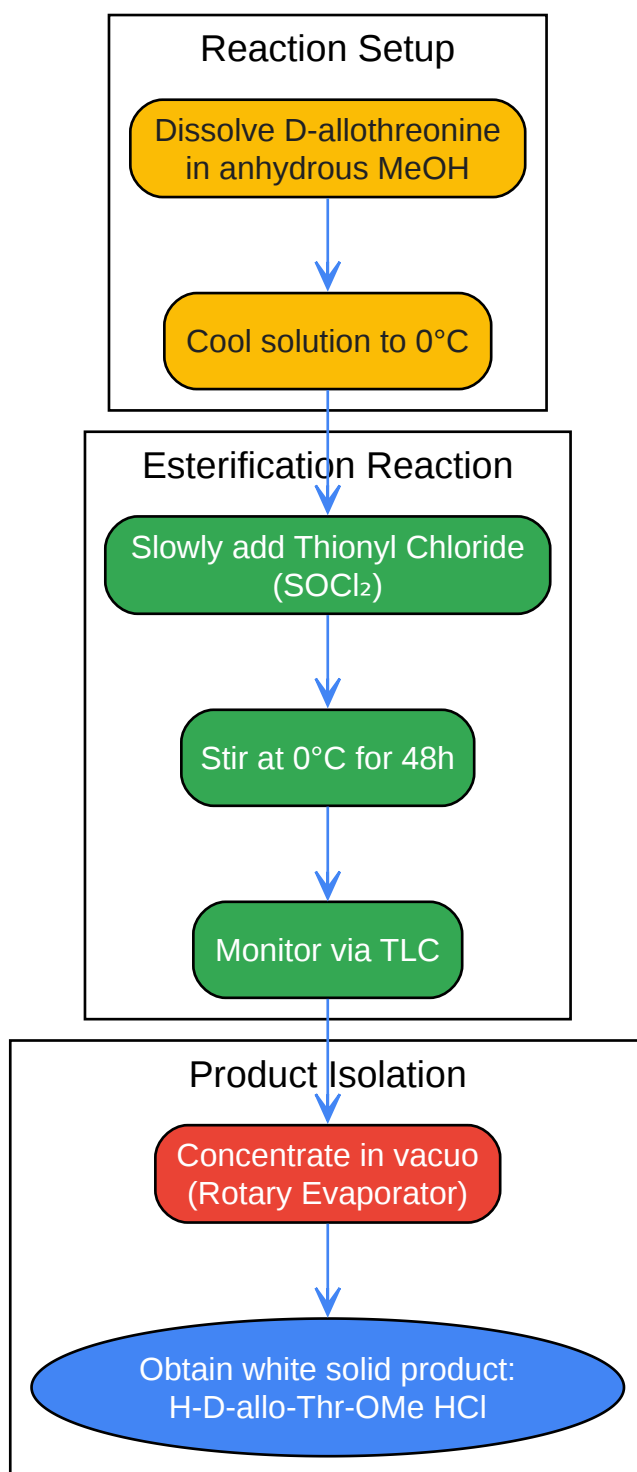 Reaction Setup
Dissolve D-allothreonine
in anhydrous MeOH
Cool solution to 0°C
Esterification Reaction
Slowly add Thionyl Chloride
(SOCl₂)
Stir at 0°C for 48h
Monitor via TLC
Product Isolation
Concentrate in vacuo
(Rotary Evaporator)
Obtain white solid product:
H-D-allo-Thr-OMe HCl